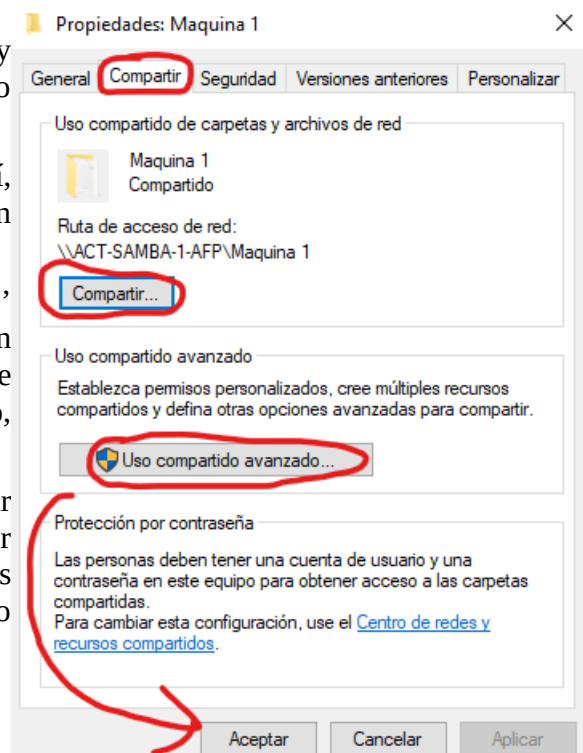 Propiedades: Maquina 1
General Compartir Seguridad Versiones anteriores Personalizar
Uso compartido de carpetas y archivos de red
Maquina 1
Compartido
Ruta de acceso de red:
\\ACT-SAMBA-1-AFP\Maquina 1
Compartir...
Uso compartido avanzado
Establezca permisos personalizados, cree múltiples recursos
compartidos y defina otras opciones avanzadas para compartir.
Uso compartido avanzado...
Protección por contraseña
Las personas deben tener una cuenta de usuario y una
contraseña en este equipo para obtener acceso a las carpetas
compartidas.
Para cambiar esta configuración, use el Centro de redes y
recursos compartidos.
Aceptar Cancelar Aplicar